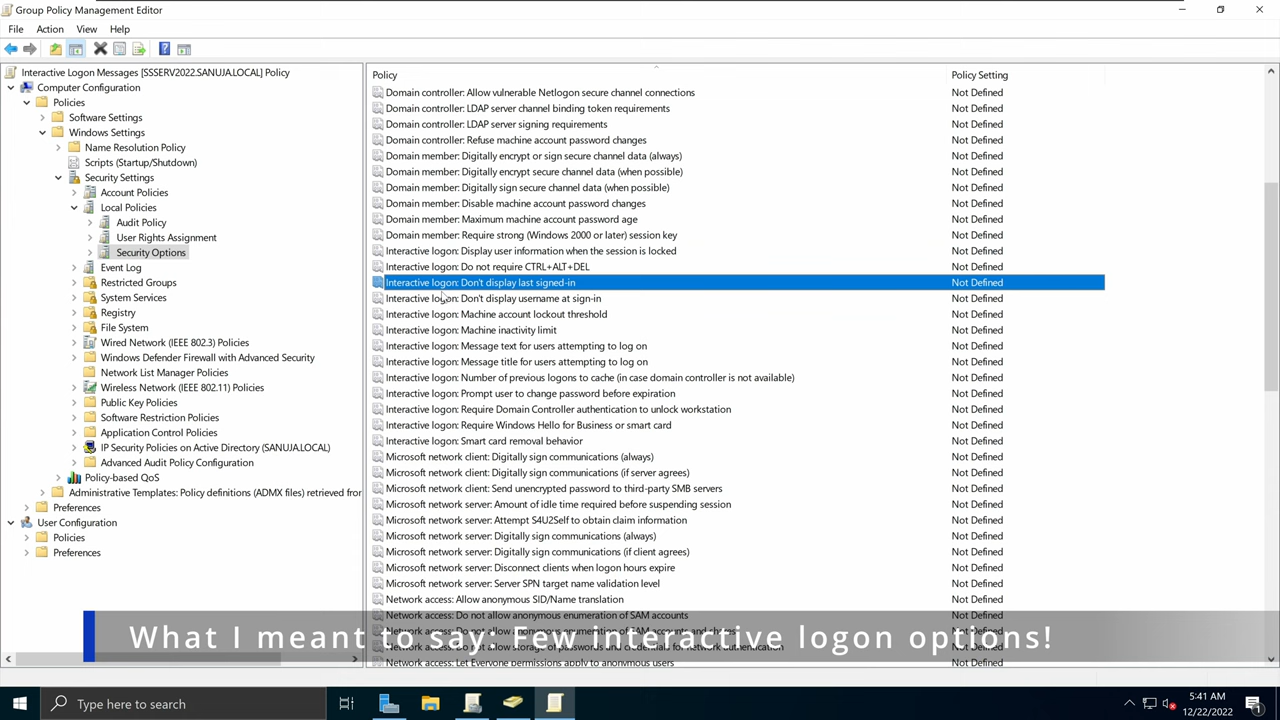 Group Policy Management Editor
File Action View Help
Interactive Logon Messages [SSSERV2022.SANUJA.LOCAL] Policy
Computer Configuration
Policies
Software Settings
Windows Settings
Name Resolution Policy
Scripts (Startup/Shutdown)
Security Settings
Account Policies
Local Policies
Audit Policy
User Rights Assignment
Security Options
Event Log
Restricted Groups
System Services
Registry
File System
Wired Network (IEEE 802.3) Policies
Windows Defender Firewall with Advanced Security
Network List Manager Policies
Wireless Network (IEEE 802.11) Policies
Public Key Policies
Software Restriction Policies
Application Control Policies
IP Security Policies on Active Directory (SANUJA.LOCAL)
Advanced Audit Policy Configuration
Policy-based QoS
Administrative Templates: Policy definitions (ADMX files) retrieved from
Preferences
User Configuration
Policies
Preferences
Policy Policy Setting
Domain controller: Allow vulnerable Netlogon secure channel connections Not Defined
Domain controller: LDAP server channel binding token requirements Not Defined
Domain controller: LDAP server signing requirements Not Defined
Domain controller: Refuse machine account password changes Not Defined
Domain member: Digitally encrypt or sign secure channel data (always) Not Defined
Domain member: Digitally encrypt secure channel data (when possible) Not Defined
Domain member: Digitally sign secure channel data (when possible) Not Defined
Domain member: Disable machine account password changes Not Defined
Domain member: Maximum machine account password age Not Defined
Domain member: Require strong (Windows 2000 or later) session key Not Defined
Interactive logon: Display user information when the session is locked Not Defined
Interactive logon: Do not require CTRL+ALT+DEL Not Defined
Interactive logon: Don't display last signed-in Not Defined
Interactive logon: Don't display username at sign-in Not Defined
Interactive logon: Machine account lockout threshold Not Defined
Interactive logon: Machine inactivity limit Not Defined
Interactive logon: Message text for users attempting to log on Not Defined
Interactive logon: Message title for users attempting to log on Not Defined
Interactive logon: Number of previous logons to cache (in case domain controller is not available) Not Defined
Interactive logon: Prompt user to change password before expiration Not Defined
Interactive logon: Require Domain Controller authentication to unlock workstation Not Defined
Interactive logon: Require Windows Hello for Business or smart card Not Defined
Interactive logon: Smart card removal behavior Not Defined
Microsoft network client: Digitally sign communications (always) Not Defined
Microsoft network client: Digitally sign communications (if server agrees) Not Defined
Microsoft network client: Send unencrypted password to third-party SMB servers Not Defined
Microsoft network server: Amount of idle time required before suspending session Not Defined
Microsoft network server: Attempt S4U2Self to obtain claim information Not Defined
Microsoft network server: Digitally sign communications (always) Not Defined
Microsoft network server: Digitally sign communications (if client agrees) Not Defined
Microsoft network server: Disconnect clients when logon hours expire Not Defined
Microsoft network server: Server SPN target name validation level Not Defined
Network access: Allow anonymous SID/Name translation Not Defined
Network access: Do not allow anonymous enumeration of SAM accounts Not Defined
Network access: Do not allow anonymous enumeration of SAM accounts and shares Not Defined
Network access: Do not allow storage of passwords and credentials for network authentication Not Defined
Network access: Let Everyone permissions apply to anonymous users Not Defined
What I meant to say: Few interactive logon options!
Type here to search
5:41 AM
12/22/2022
1